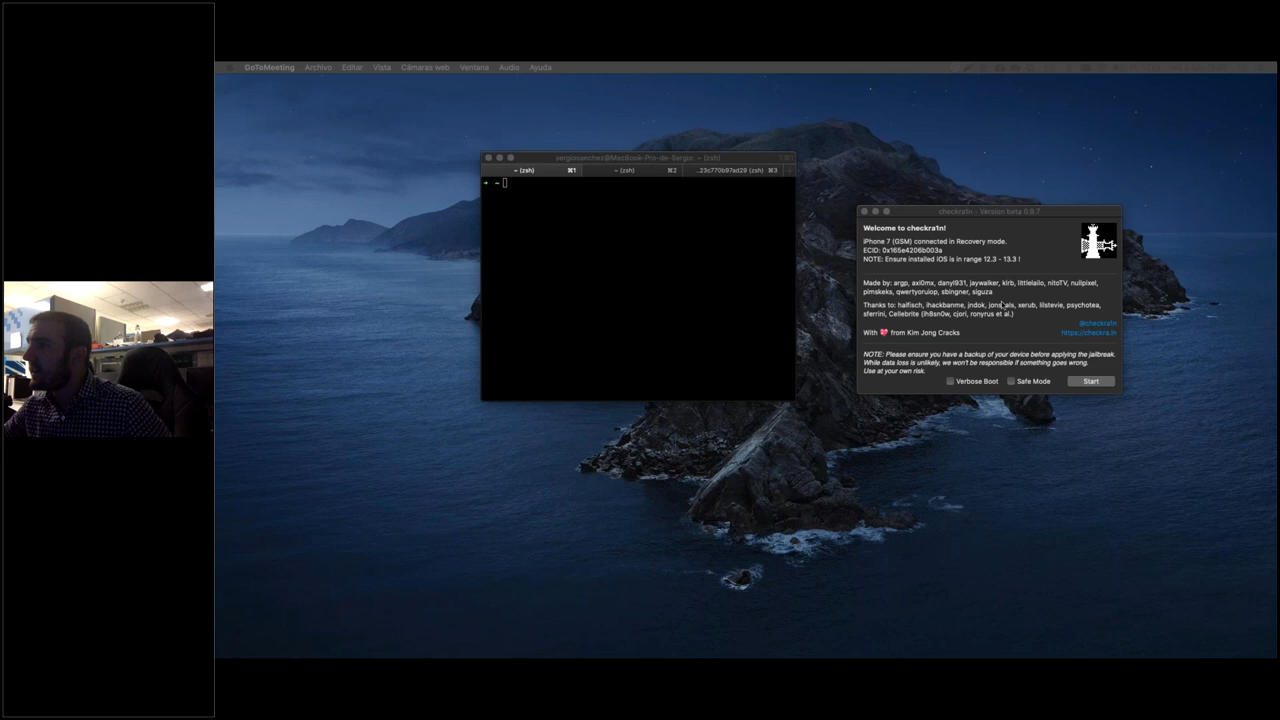 GoToMeeting Archivo Editar Vista Cámaras web Ventana Audio Ayuda
sergiosanchez@MacBook-Pro-de-Sergio: ~ (zsh)
~ (zsh) ⌘1 ~ (zsh) ⌘2 ..23c770b97ad29 (zsh) ⌘3
➜ ~
checkra1n - Version beta 0.9.7
Welcome to checkra1n!
iPhone 7 (GSM) connected in Recovery mode.
ECID: 0x165e4206b003a
NOTE: Ensure installed iOS is in range 12.3 - 13.3 !
Made by: argp, axi0mx, danyl931, jaywalker, kirb, littlelailo, nitoTV, nullpixel,
pimskeks, qwertyoruiop, sbingner, siguza
Thanks to: haifisch, ihackbanme, jndok, jonseals, xerub, lilstevie, psychotea,
sferrini, Cellebrite (ih8sn0w, cjori, ronyrus et al.)
@checkra1n
With 💖 from Kim Jong Cracks https://checkra.in
NOTE: Please ensure you have a backup of your device before applying the jailbreak.
While data loss is unlikely, we won't be responsible if something goes wrong.
Use at your own risk.
Verbose Boot Safe Mode Start